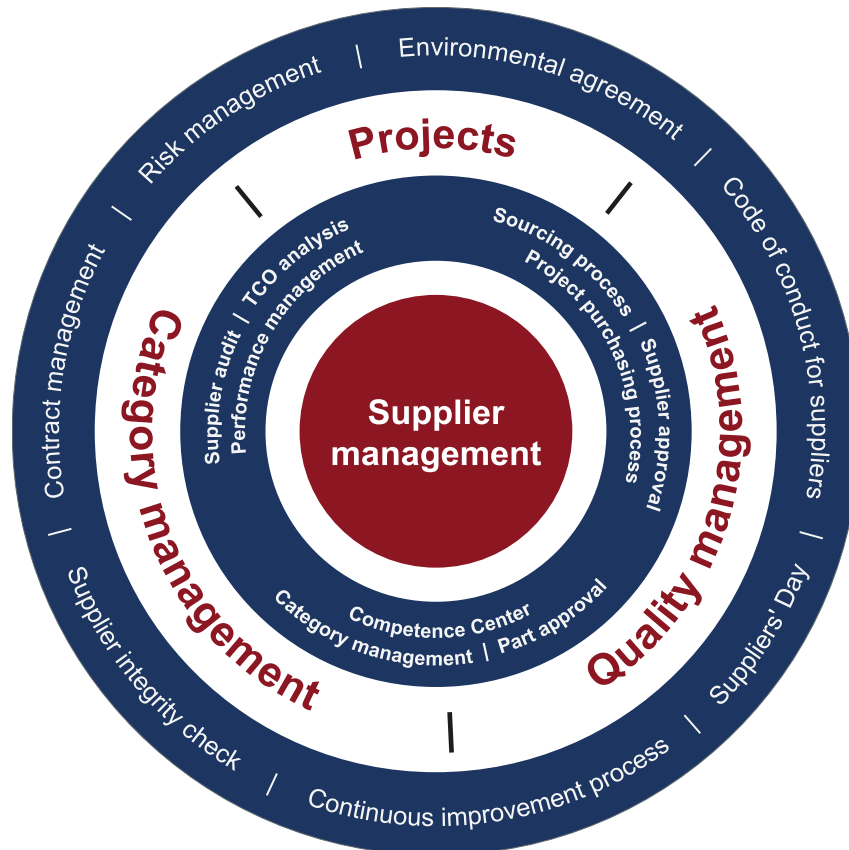 Environmental agreement
|
Code of conduct for suppliers
|
Suppliers' Day
|
Continuous improvement process
|
Supplier integrity check
|
Contract management
|
Risk management
|
Projects
Quality management
Category management
Sourcing process | Supplier approval
Project purchasing process
Competence Center
Category management | Part approval
Supplier audit | TCO analysis
Performance management
Supplier
management